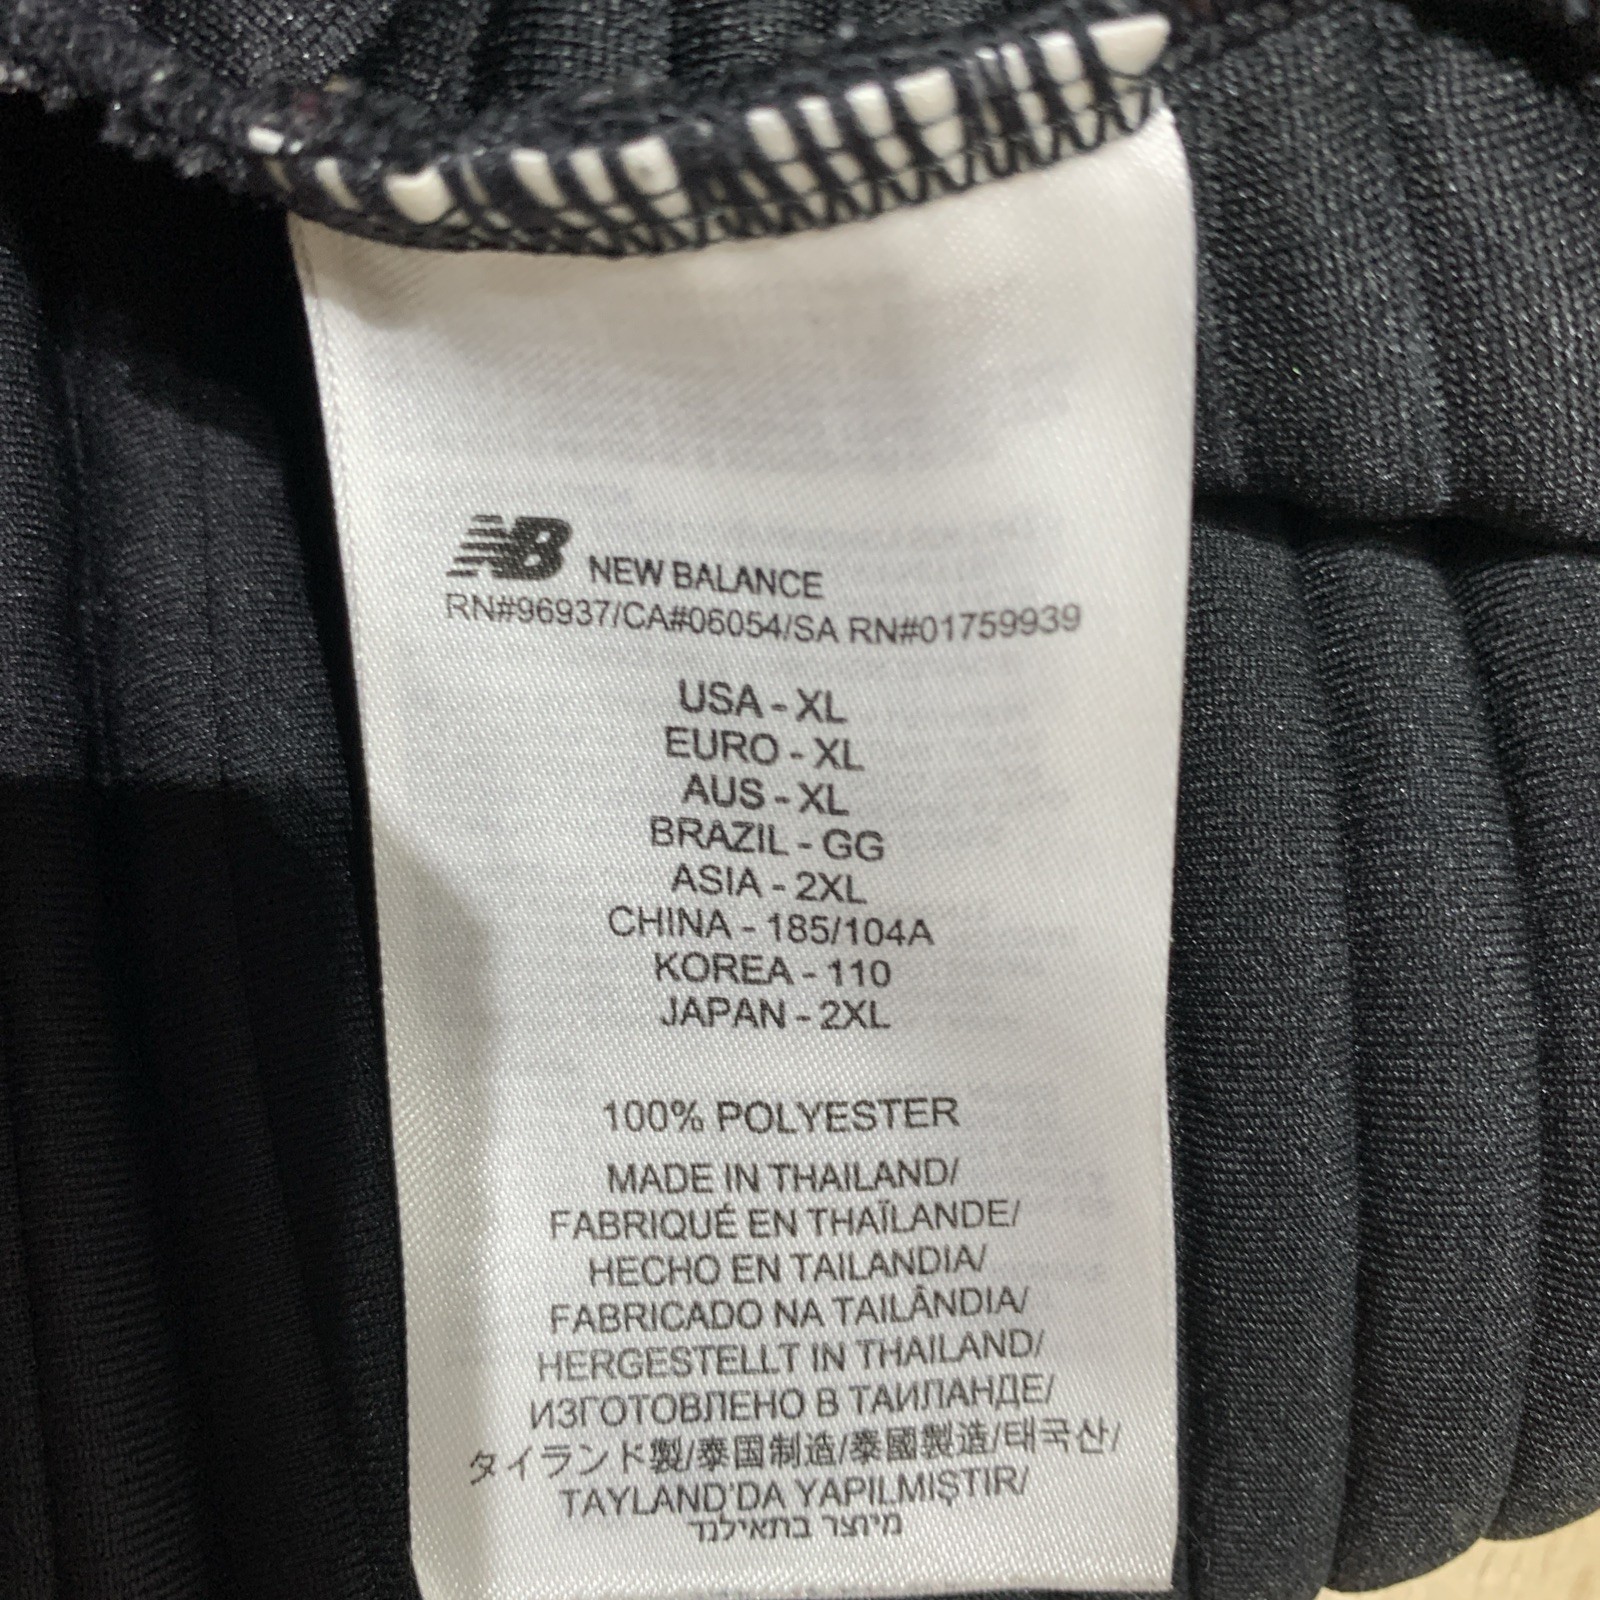 NB NEW BALANCE
RN#96937/CA#06054/SA RN#01759939
USA - XL
EURO - XL
AUS - XL
BRAZIL - GG
ASIA - 2XL
CHINA - 185/104A
KOREA - 110
JAPAN - 2XL
100% POLYESTER
MADE IN THAILAND/
FABRIQUÉ EN THAÏLANDE/
HECHO EN TAILANDIA/
FABRICADO NA TAILÂNDIA/
HERGESTELLT IN THAILAND/
ИЗГОТОВЛЕНО В ТАИЛАНДЕ/
タイランド製/泰国制造/泰國製造/태국산/
TAYLAND'DA YAPILMIŞTIR/
מיוצר בתאילנד